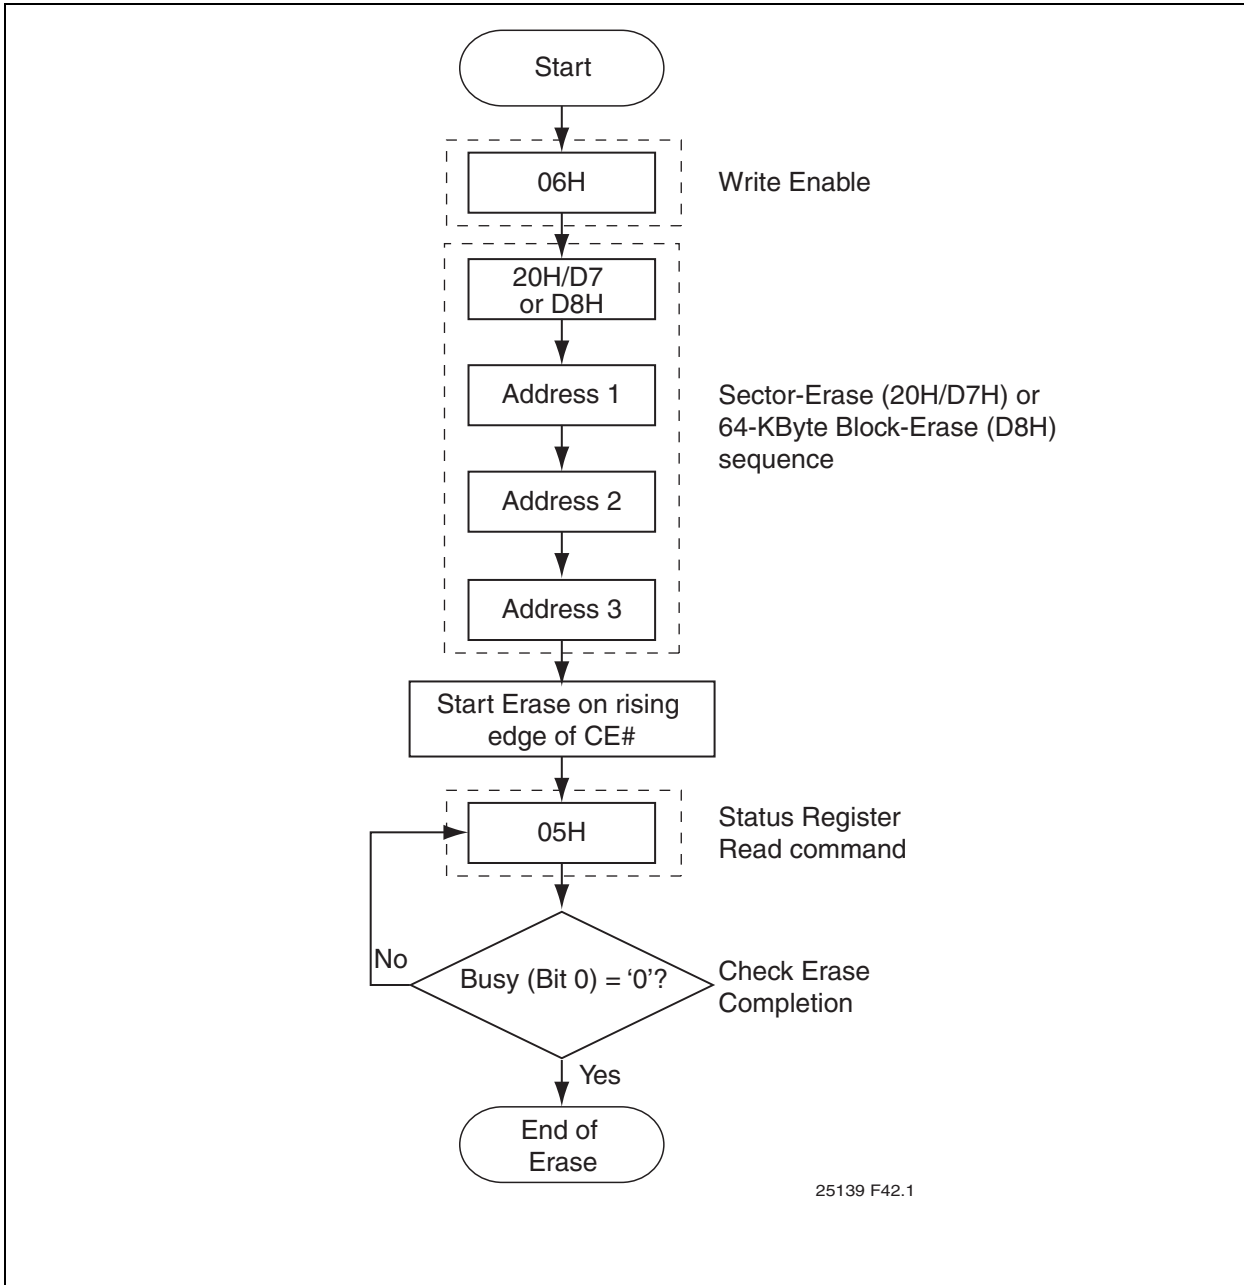 Start
06H
Write Enable
20H/D7
or D8H
Address 1
Sector-Erase (20H/D7H) or
64-KByte Block-Erase (D8H)
sequence
Address 2
Address 3
Start Erase on rising
edge of CE#
05H
Status Register
Read command
No
Busy (Bit 0) = ‘0’?
Check Erase
Completion
Yes
End of
Erase
25139 F42.1